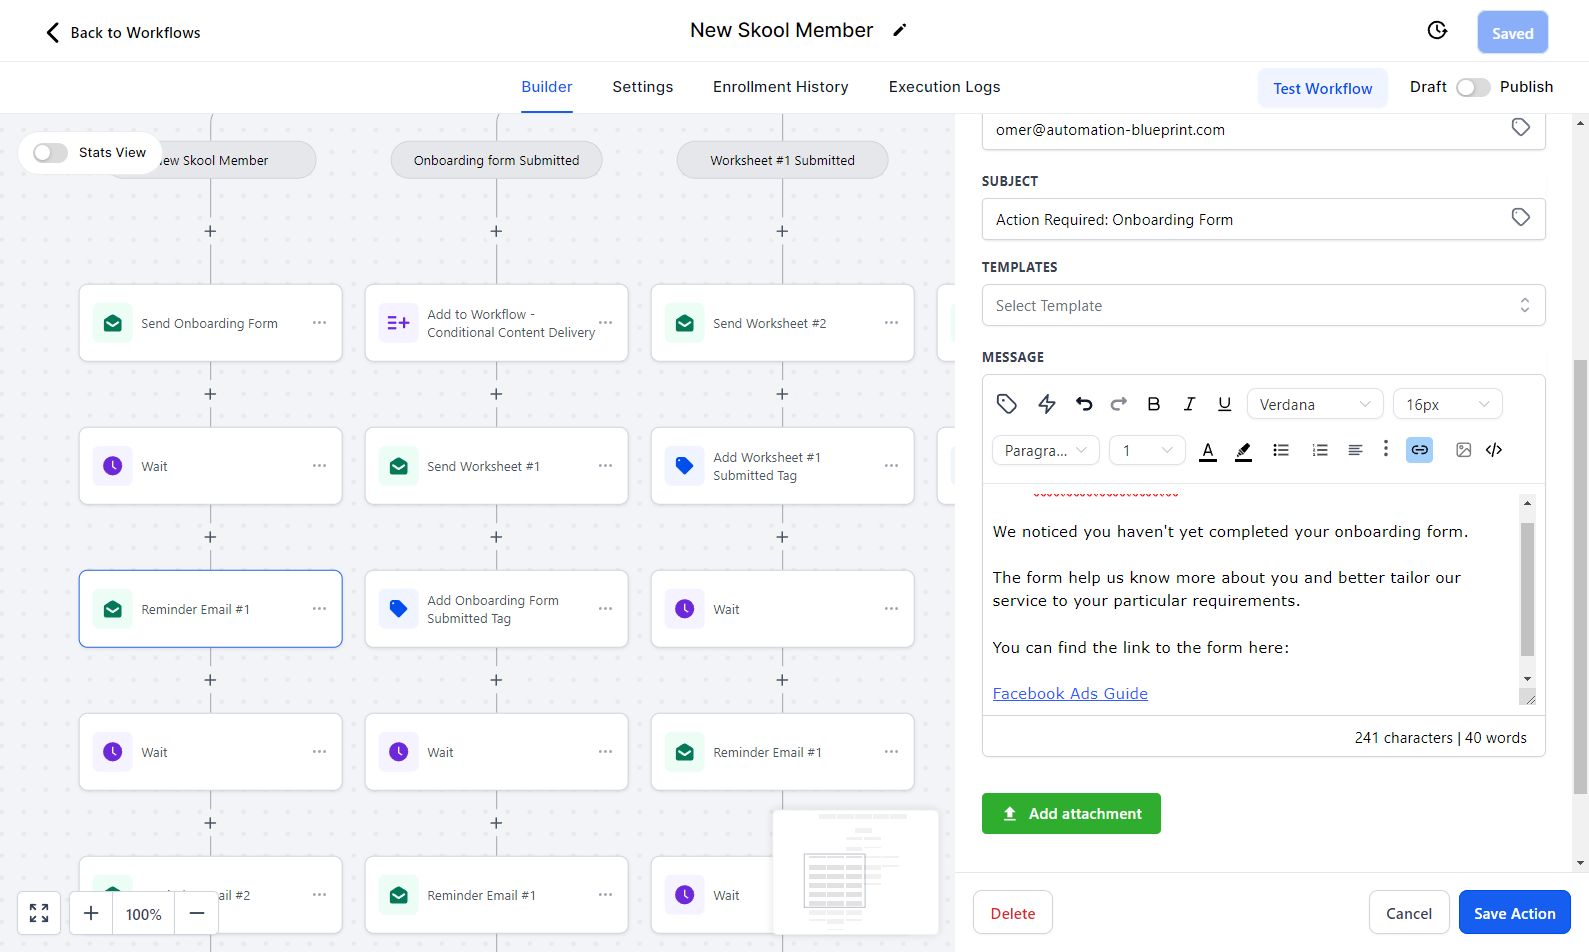 Back to Workflows
New Skool Member
Saved
Builder
Settings
Enrollment History
Execution Logs
Test Workflow
Draft
Publish
Stats View
ew Skool Member
Onboarding form Submitted
Worksheet #1 Submitted
Send Onboarding Form
Add to Workflow -
Conditional Content Delivery
Send Worksheet #2
Wait
Send Worksheet #1
Add Worksheet #1
Submitted Tag
Reminder Email #1
Add Onboarding Form
Submitted Tag
Wait
Wait
Wait
Reminder Email #1
ail #2
Reminder Email #1
Wait
100%
omer@automation-blueprint.com
SUBJECT
Action Required: Onboarding Form
TEMPLATES
Select Template
MESSAGE
B I U Verdana 16px
Paragra... 1 A
We noticed you haven't yet completed your onboarding form.
The form help us know more about you and better tailor our
service to your particular requirements.
You can find the link to the form here:
Facebook Ads Guide
241 characters | 40 words
Add attachment
Delete
Cancel
Save Action